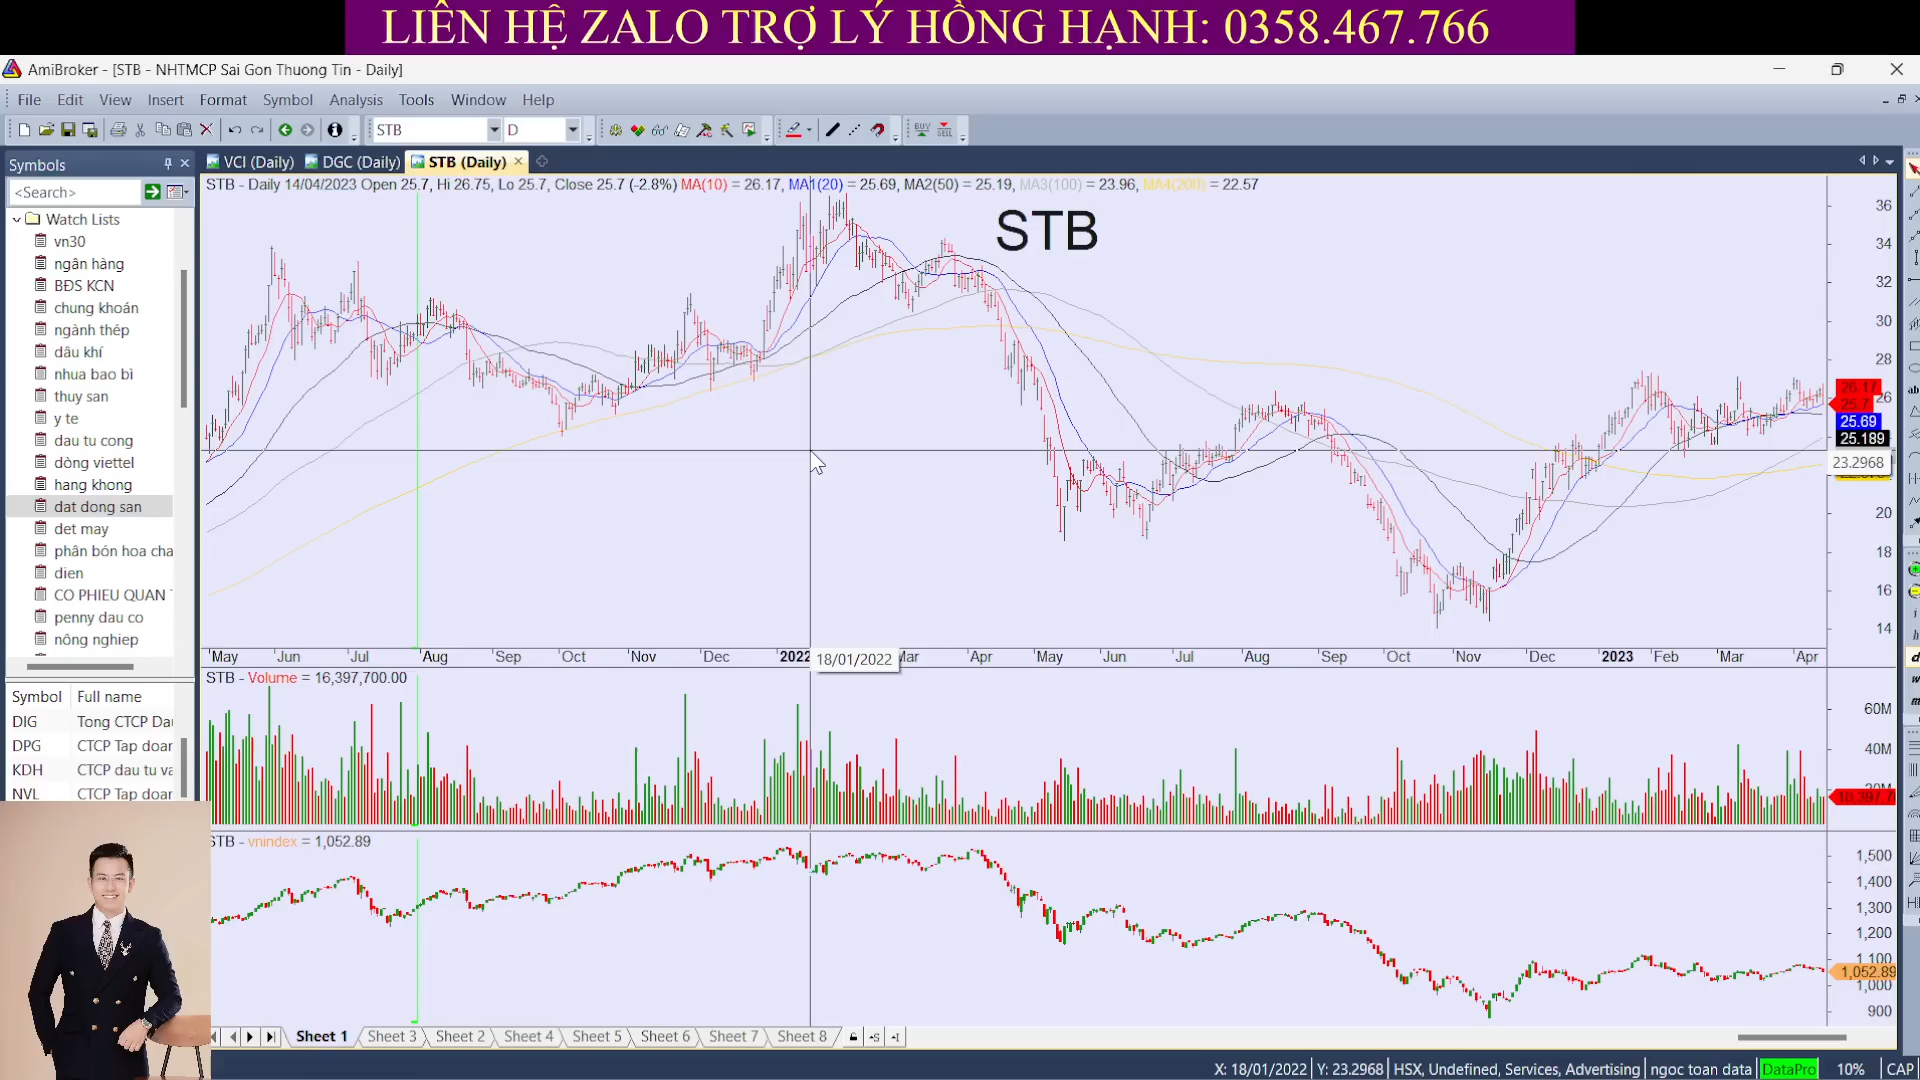 LIÊN HỆ ZALO TRỢ LÝ HỒNG HẠNH: 0358.467.766
AmiBroker - [STB - NHTMCP Sai Gon Thuong Tin - Daily]
File Edit View Insert Format Symbol Analysis Tools Window Help
STB D BUY SELL
Symbols
VCI (Daily) DGC (Daily) STB (Daily)
<Search>
Watch Lists
vn30
ngân hàng
BĐS KCN
chung khoán
ngành thép
dâu khí
nhua bao bì
thuy san
y te
dau tu cong
dòng viettel
hang khong
dat dong san
det may
phân bón hoa cha
dien
CO PHIEU QUAN
penny dau co
nông nghiep
Symbol Full name
DIG Tong CTCP Dau
DPG CTCP Tap doar
KDH CTCP dau tu va
NVL CTCP Tap doar
STB - Daily 14/04/2023 Open 25.7, Hi 26.75, Lo 25.7, Close 25.7 (-2.8%) MA(10) = 26.17, MA1(20) = 25.69, MA2(50) = 25.19, MA3(100) = 23.96, MA4(200) = 22.57
STB
36
34
32
30
28
26.17
26
25.7
25.69
25.189
23.2968
20
18
16
14
May Jun Jul Aug Sep Oct Nov Dec 2022 18/01/2022 Mar Apr May Jun Jul Aug Sep Oct Nov Dec 2023 Feb Mar Apr
STB - Volume = 16,397,700.00
60M
40M
20M
STB - vnindex = 1,052.89
1,500
1,400
1,300
1,200
1,100
1,052.89
1,000
900
Sheet 1 Sheet 3 Sheet 2 Sheet 4 Sheet 5 Sheet 6 Sheet 7 Sheet 8
X: 18/01/2022 Y: 23.2968 HSX, Undefined, Services, Advertising ngoc toan data DataPro 10% CAP